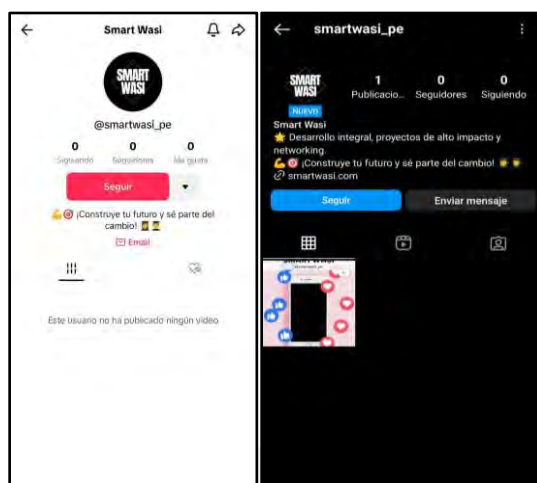 Smart Wasi
SMART
WASI
@smartwasi_pe
0 0 0
Siguiendo Seguidores Me gusta
Seguir
💪🎯 ¡Construye tu futuro y sé parte del
cambio!
Email
Este usuario no ha publicado ningún video
smartwasi_pe
SMART
WASI
NUEVO
1 0 0
Publicacio... Seguidores Siguiendo
Smart Wasi
🌟 Desarrollo integral, proyectos de alto impacto y
networking.
💪🎯 ¡Construye tu futuro y sé parte del cambio!
smartwasi.com
Seguir Enviar mensaje
SMART WASI